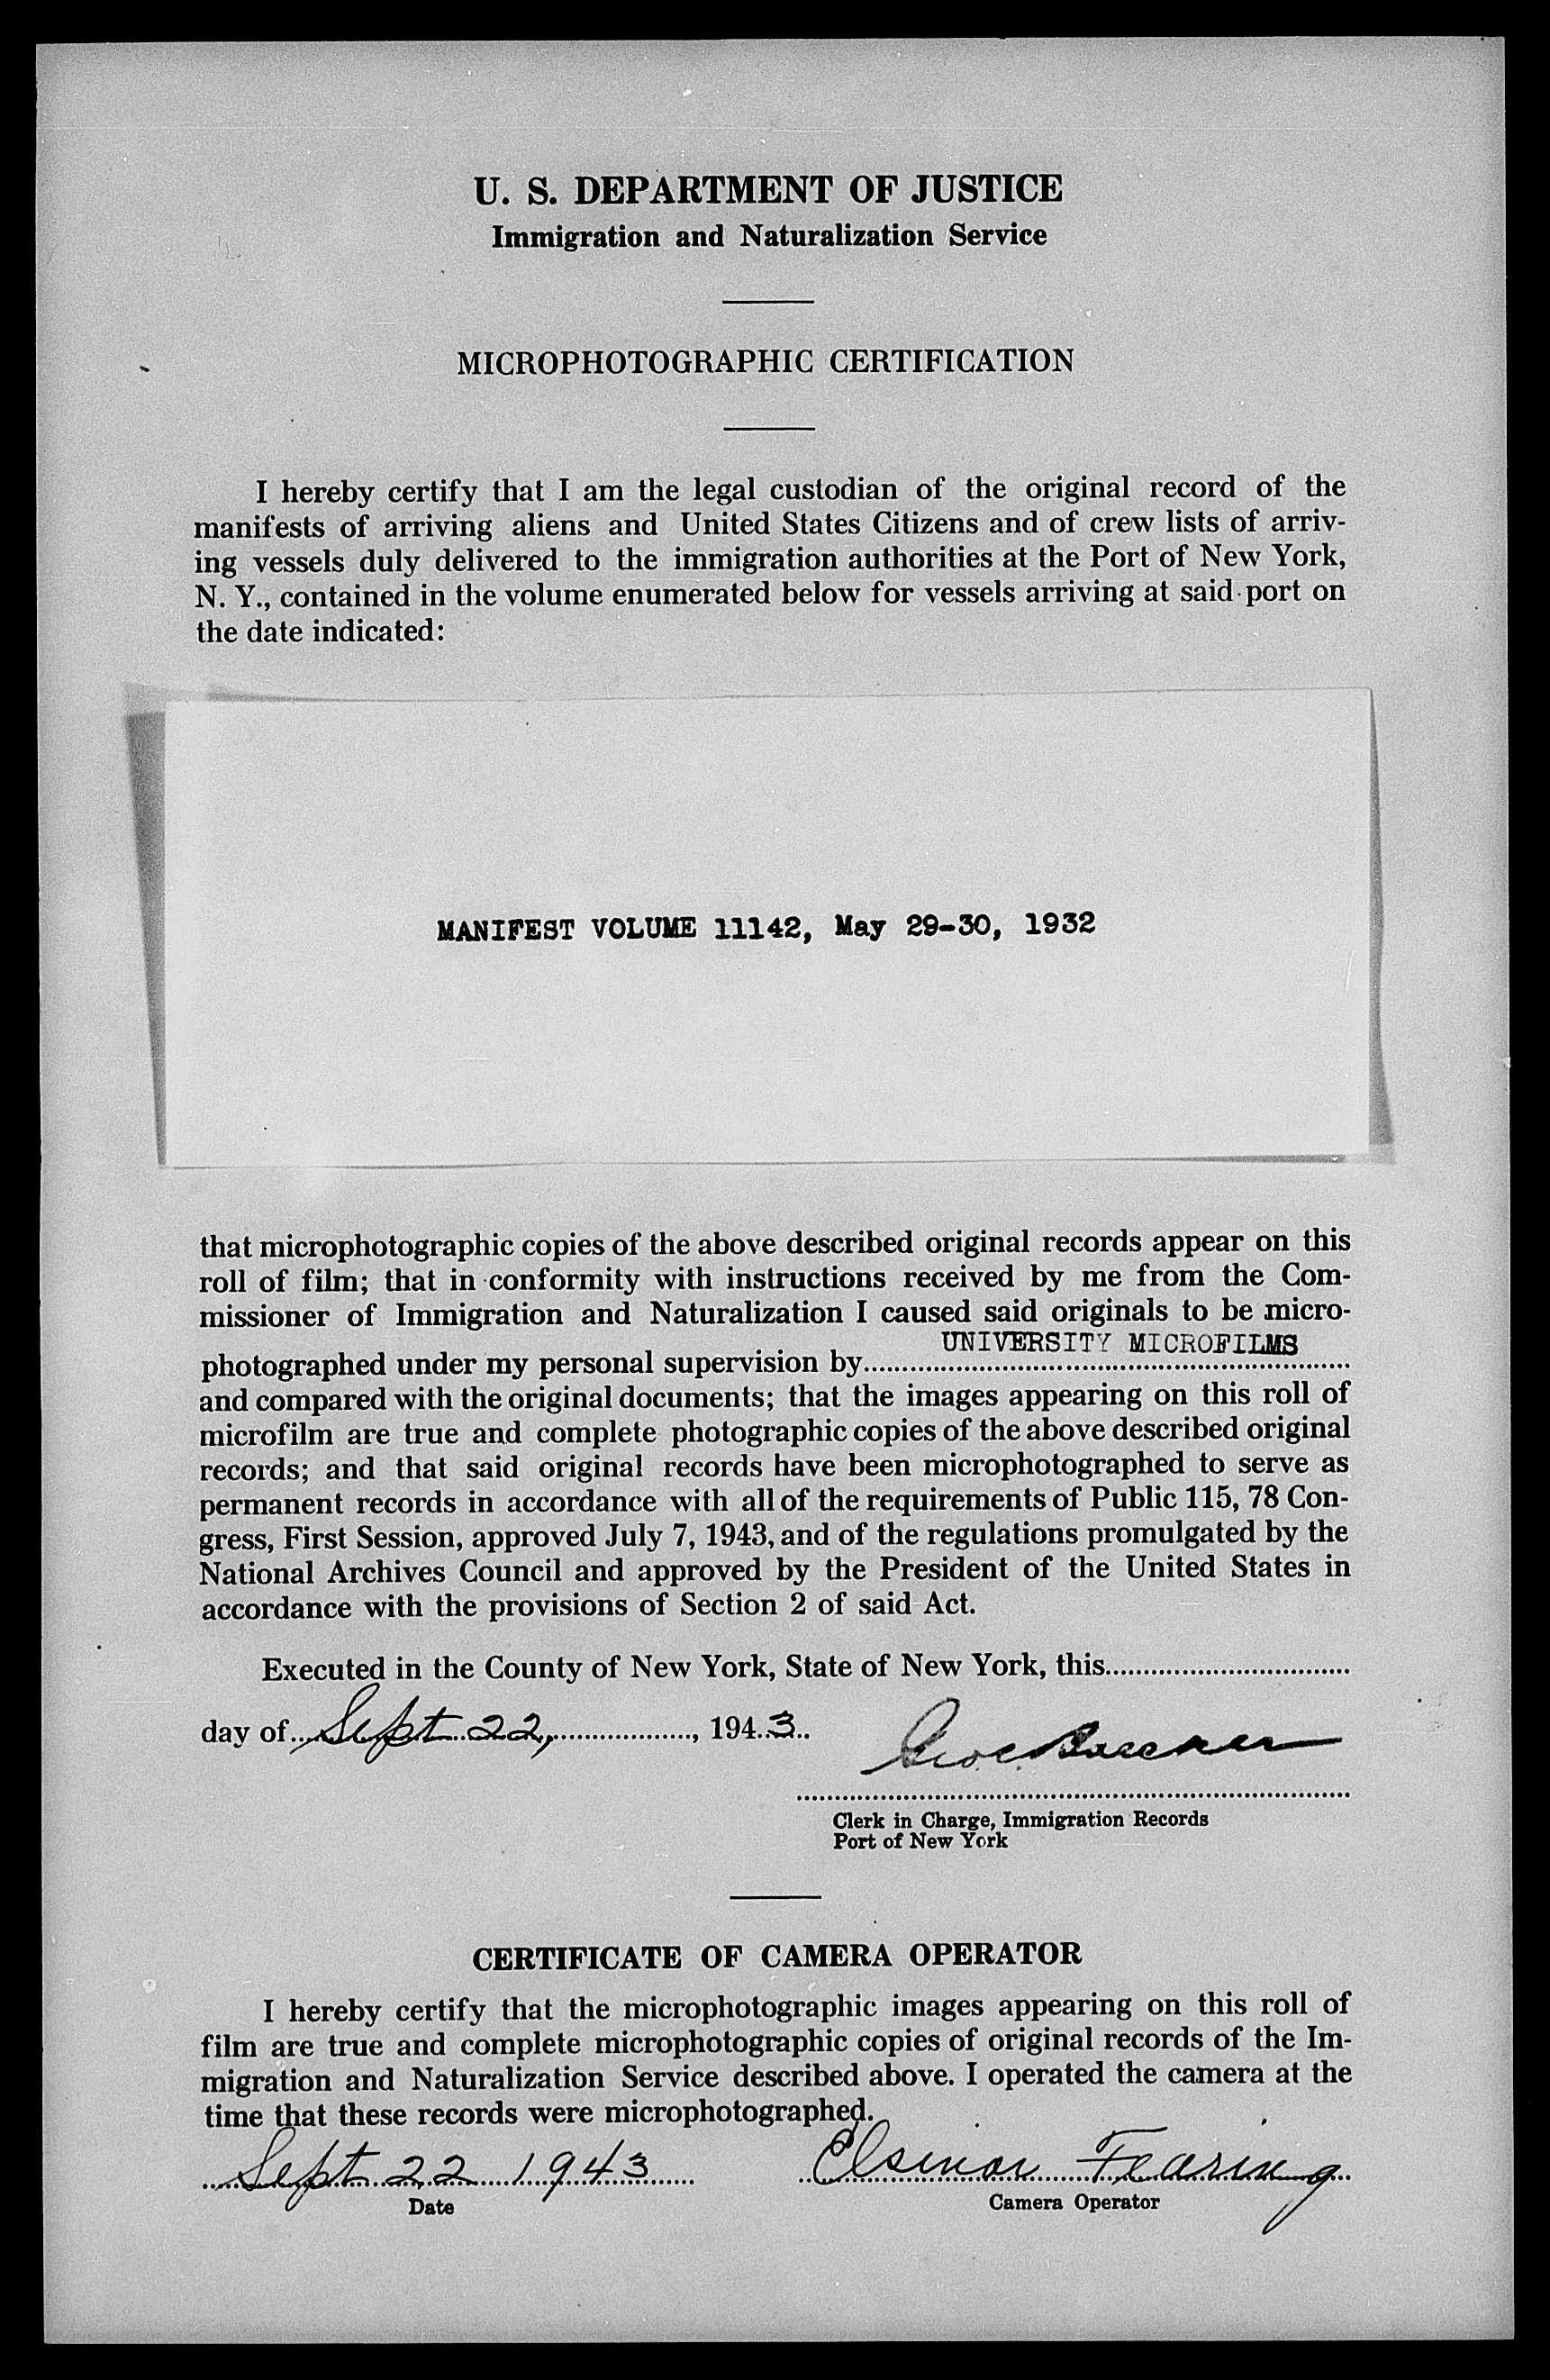 U. S. DEPARTMENT OF JUSTICE
Immigration and Naturalization Service
MICROPHOTOGRAPHIC CERTIFICATION
I hereby certify that I am the legal custodian of the original record of the
manifests of arriving aliens and United States Citizens and of crew lists of arriv-
ing vessels duly delivered to the immigration authorities at the Port of New York,
N. Y., contained in the volume enumerated below for vessels arriving at said port on
the date indicated:
MANIFEST VOLUME 11142, May 29-30, 1932
that microphotographic copies of the above described original records appear on this
roll of film; that in conformity with instructions received by me from the Com-
missioner of Immigration and Naturalization I caused said originals to be micro-
photographed under my personal supervision by UNIVERSITY MICROFILMS
and compared with the original documents; that the images appearing on this roll of
microfilm are true and complete photographic copies of the above described original
records; and that said original records have been microphotographed to serve as
permanent records in accordance with all of the requirements of Public 115, 78 Con-
gress, First Session, approved July 7, 1943, and of the regulations promulgated by the
National Archives Council and approved by the President of the United States in
accordance with the provisions of Section 2 of said Act.
Executed in the County of New York, State of New York, this
day of Sept 22, , 1943
Clerk in Charge, Immigration Records
Port of New York
CERTIFICATE OF CAMERA OPERATOR
I hereby certify that the microphotographic images appearing on this roll of
film are true and complete microphotographic copies of original records of the Im-
migration and Naturalization Service described above. I operated the camera at the
time that these records were microphotographed.
Sept 22 1943 Elsinor Fearing
Date Camera Operator